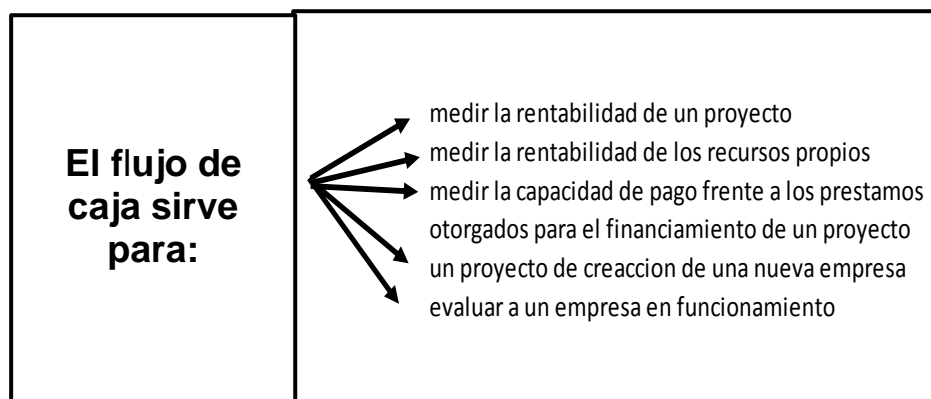 El flujo de
caja sirve
para:
medir la rentabilidad de un proyecto
medir la rentabilidad de los recursos propios
medir la capacidad de pago frente a los prestamos
otorgados para el financiamiento de un proyecto
un proyecto de creaccion de una nueva empresa
evaluar a un empresa en funcionamiento